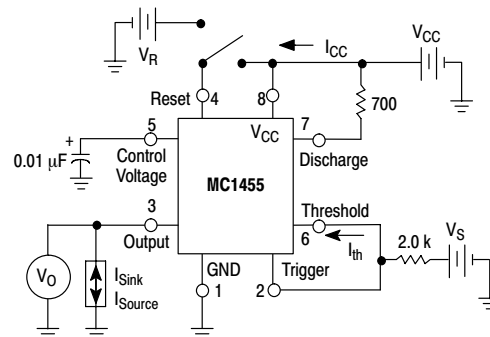 V_R
I_CC
V_CC
Reset 4
8
700
5
V_CC
7
+
0.01 μF
Control
Voltage
Discharge
MC1455
3
Threshold
Output
6
V_S
I_th
2.0 k
V_O
I_Sink
I_Source
GND
Trigger
1
2